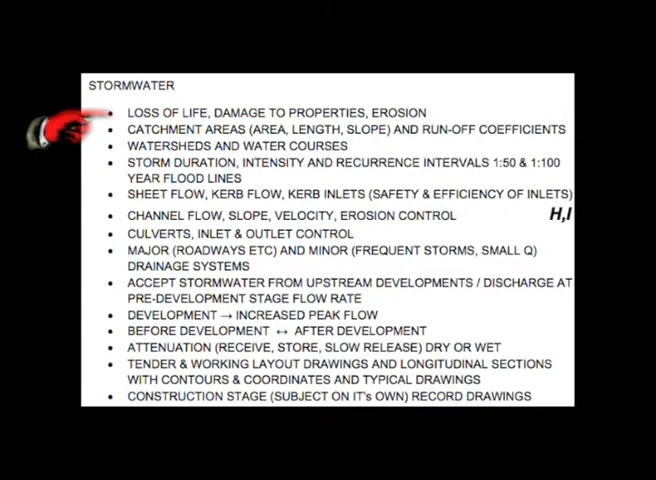 STORMWATER
• LOSS OF LIFE, DAMAGE TO PROPERTIES, EROSION
• CATCHMENT AREAS (AREA, LENGTH, SLOPE) AND RUN-OFF COEFFICIENTS
• WATERSHEDS AND WATER COURSES
• STORM DURATION, INTENSITY AND RECURRENCE INTERVALS 1:50 & 1:100
YEAR FLOOD LINES
• SHEET FLOW, KERB FLOW, KERB INLETS (SAFETY & EFFICIENCY OF INLETS)
• CHANNEL FLOW, SLOPE, VELOCITY, EROSION CONTROL H,I
• CULVERTS, INLET & OUTLET CONTROL
• MAJOR (ROADWAYS ETC) AND MINOR (FREQUENT STORMS, SMALL Q)
DRAINAGE SYSTEMS
• ACCEPT STORMWATER FROM UPSTREAM DEVELOPMENTS / DISCHARGE AT
PRE-DEVELOPMENT STAGE FLOW RATE
• DEVELOPMENT → INCREASED PEAK FLOW
• BEFORE DEVELOPMENT ↔ AFTER DEVELOPMENT
• ATTENUATION (RECEIVE, STORE, SLOW RELEASE) DRY OR WET
• TENDER & WORKING LAYOUT DRAWINGS AND LONGITUDINAL SECTIONS
WITH CONTOURS & COORDINATES AND TYPICAL DRAWINGS
• CONSTRUCTION STAGE (SUBJECT ON IT's OWN) RECORD DRAWINGS